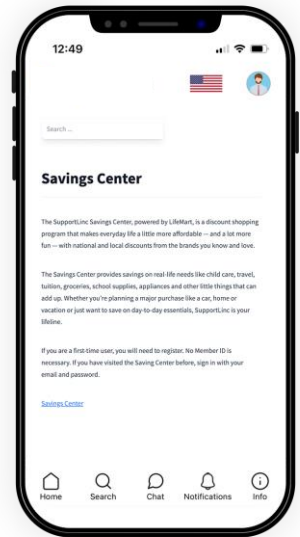 12:49
Search ...
Savings Center
The SupportLinc Savings Center, powered by LifeMart, is a discount shopping
program that makes everyday life a little more affordable — and a lot more
fun — with national and local discounts from the brands you know and love.
The Savings Center provides savings on real-life needs like child care, travel,
tuition, groceries, school supplies, appliances and other little things that can
add up. Whether you're planning a major purchase like a car, home or
vacation or just want to save on day-to-day essentials, SupportLinc is your
lifeline.
If you are a first-time user, you will need to register. No Member ID is
necessary. If you have visited the Saving Center before, sign in with your
email and password.
Savings Center
Home Search Chat Notifications Info